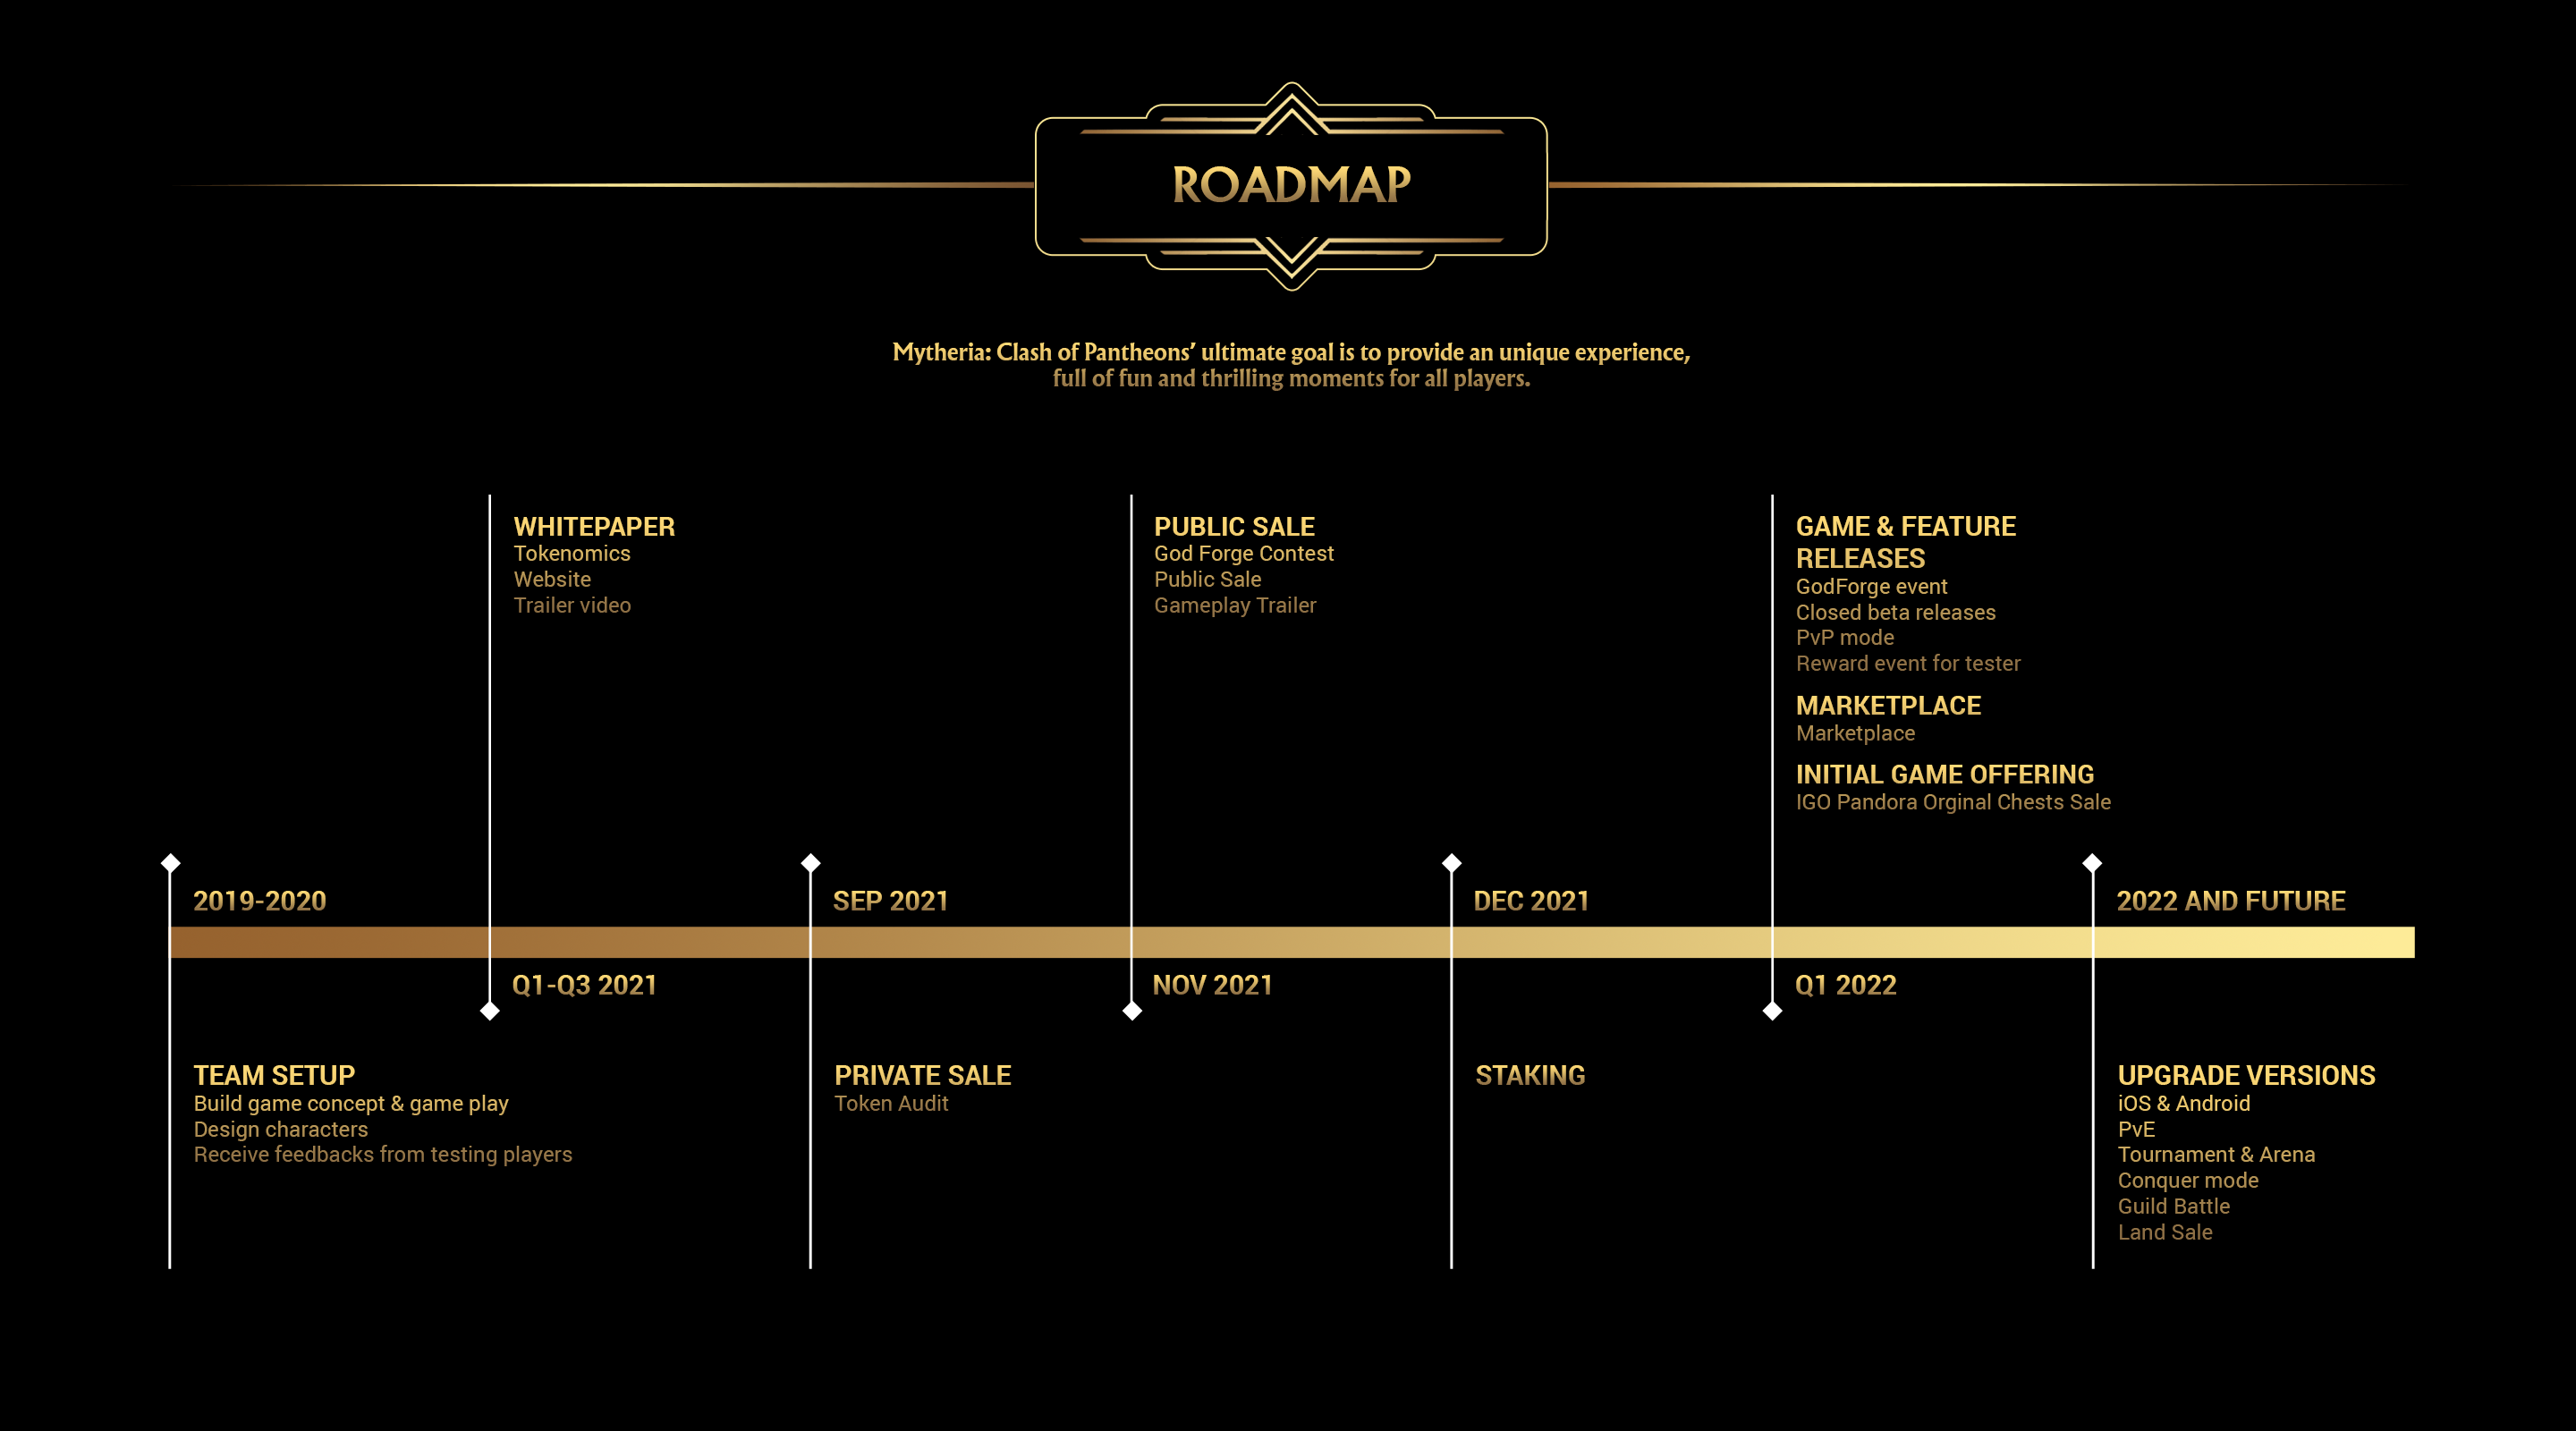 ROADMAP
Mytheria: Clash of Pantheons’ ultimate goal is to provide an unique experience,
full of fun and thrilling moments for all players.
WHITEPAPER
Tokenomics
Website
Trailer video
PUBLIC SALE
God Forge Contest
Public Sale
Gameplay Trailer
GAME & FEATURE
RELEASES
GodForge event
Closed beta releases
PvP mode
Reward event for tester
MARKETPLACE
Marketplace
INITIAL GAME OFFERING
IGO Pandora Orginal Chests Sale
2019-2020
SEP 2021
DEC 2021
2022 AND FUTURE
Q1-Q3 2021
NOV 2021
Q1 2022
TEAM SETUP
Build game concept & game play
Design characters
Receive feedbacks from testing players
PRIVATE SALE
Token Audit
STAKING
UPGRADE VERSIONS
iOS & Android
PvE
Tournament & Arena
Conquer mode
Guild Battle
Land Sale